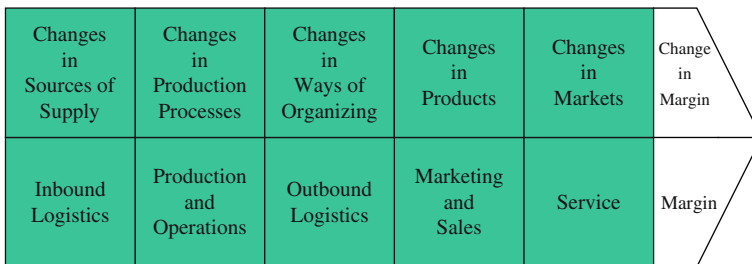 Changes
in
Sources of
Supply
Changes
in
Production
Processes
Changes
in
Ways of
Organizing
Changes
in
Products
Changes
in
Markets
Change
in
Margin
Inbound
Logistics
Production
and
Operations
Outbound
Logistics
Marketing
and
Sales
Service
Margin